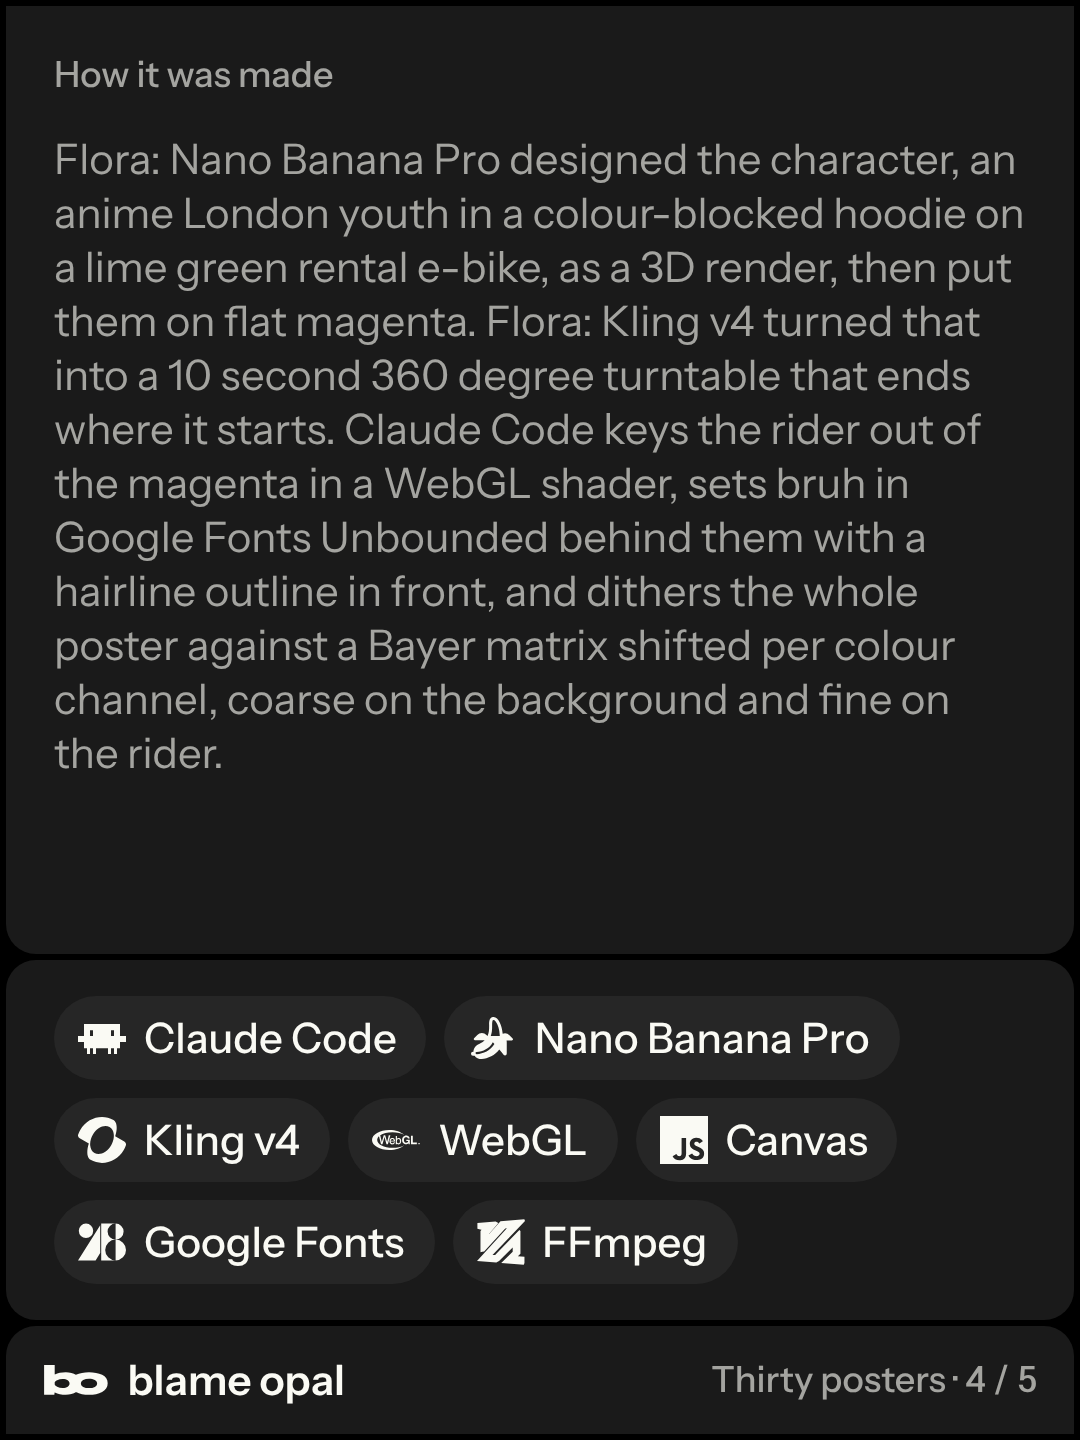 How it was made
Flora: Nano Banana Pro designed the character, an
anime London youth in a colour-blocked hoodie on
a lime green rental e-bike, as a 3D render, then put
them on flat magenta. Flora: Kling v4 turned that
into a 10 second 360 degree turntable that ends
where it starts. Claude Code keys the rider out of
the magenta in a WebGL shader, sets bruh in
Google Fonts Unbounded behind them with a
hairline outline in front, and dithers the whole
poster against a Bayer matrix shifted per colour
channel, coarse on the background and fine on
the rider.
Claude Code
Nano Banana Pro
Kling v4
WebGL. WebGL
JS Canvas
Google Fonts
FFmpeg
bo blame opal
Thirty posters · 4 / 5